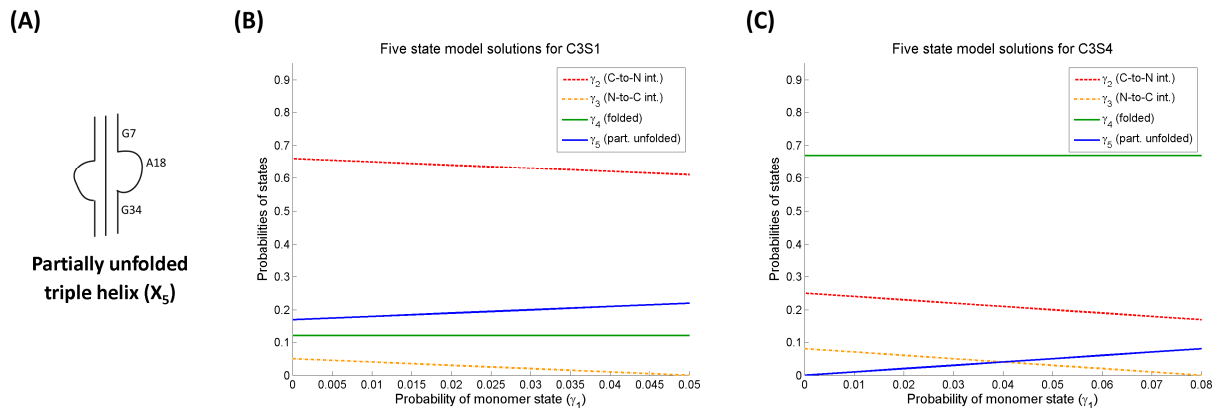 (A)
G7
A18
G34
Partially unfolded
triple helix (X5)
(B)
Five state model solutions for C3S1
Probabilities of states
0.9
0.8
0.7
0.6
0.5
0.4
0.3
0.2
0.1
0
γ2 (C-to-N int.)
γ3 (N-to-C int.)
γ4 (folded)
γ5 (part. unfolded)
0 0.005 0.01 0.015 0.02 0.025 0.03 0.035 0.04 0.045 0.05
Probability of monomer state (γ1)
(C)
Five state model solutions for C3S4
Probabilities of states
0.9
0.8
0.7
0.6
0.5
0.4
0.3
0.2
0.1
0
γ2 (C-to-N int.)
γ3 (N-to-C int.)
γ4 (folded)
γ5 (part. unfolded)
0 0.01 0.02 0.03 0.04 0.05 0.06 0.07 0.08
Probability of monomer state (γ1)